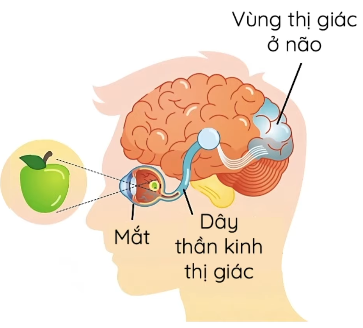 Vùng thị giác
ở não
Mắt
Dây
thần kinh
thị giác